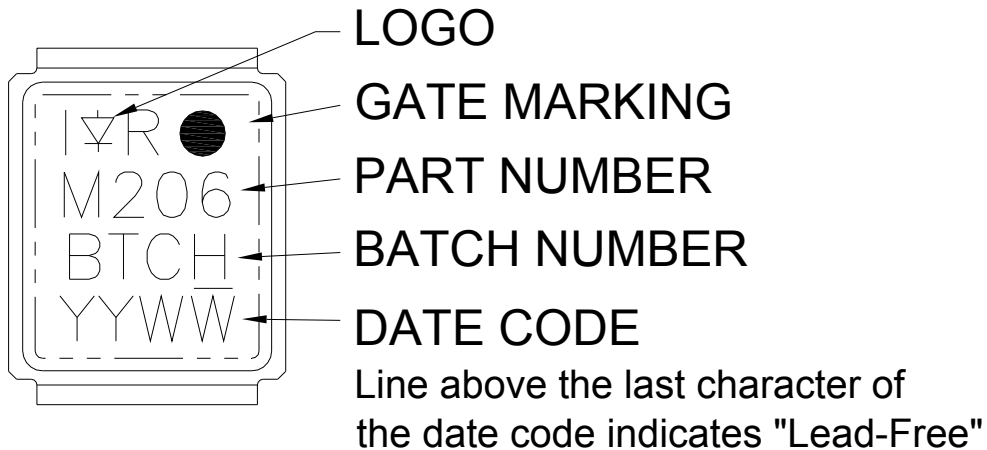 LOGO
I R
GATE MARKING
M206
PART NUMBER
BTCH
BATCH NUMBER
YYWW
DATE CODE
Line above the last character of
the date code indicates "Lead-Free"